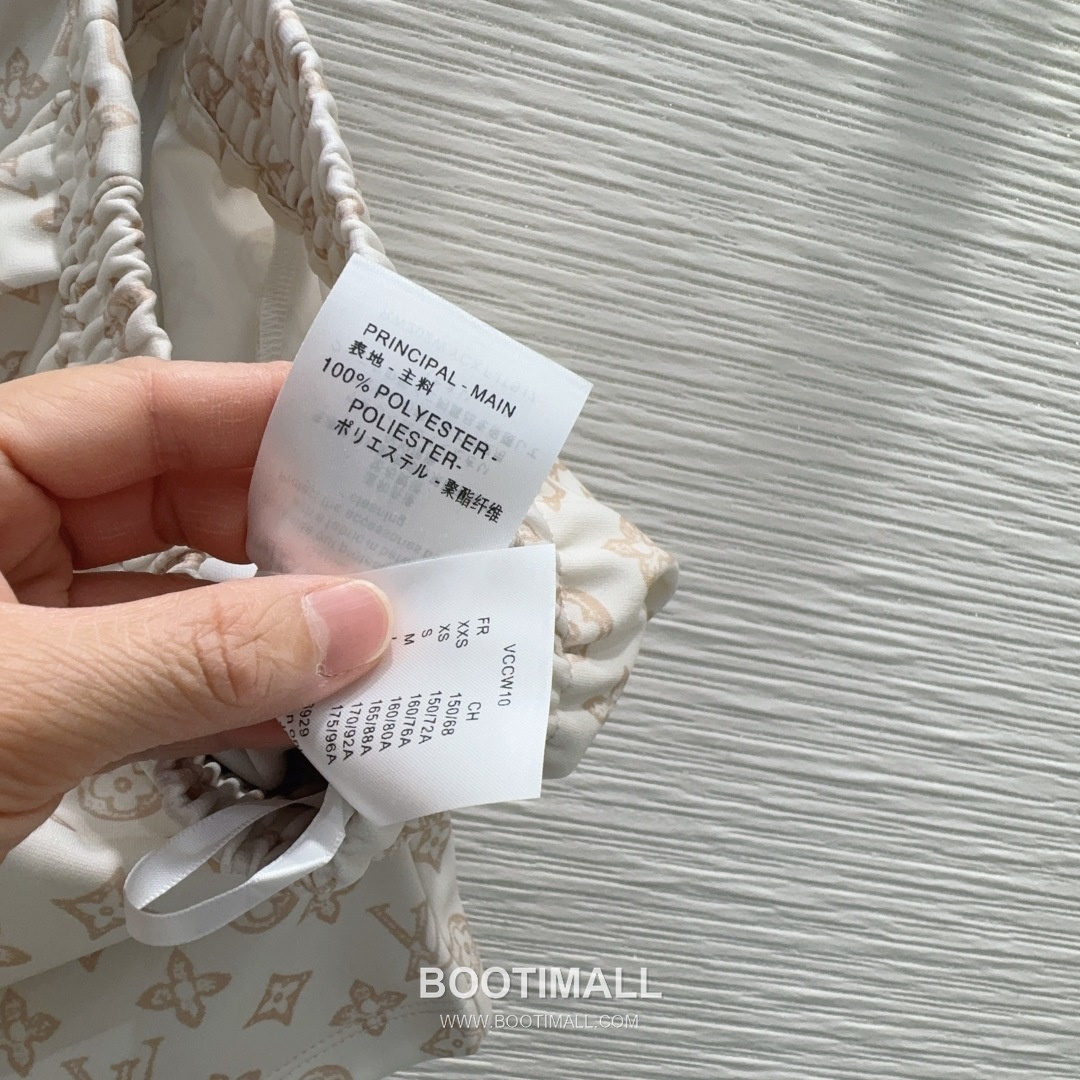 PRINCIPAL - MAIN
表地 - 主料
100% POLYESTER -
POLIESTER-
ポリエステル - 聚酯纤维
VCCW10
FR CH
XXS 150/68
XS 150/72A
S 160/76A
M 160/80A
165/88A
170/92A
175/96A
BOOTIMALL
WWW.BOOTIMALL.COM